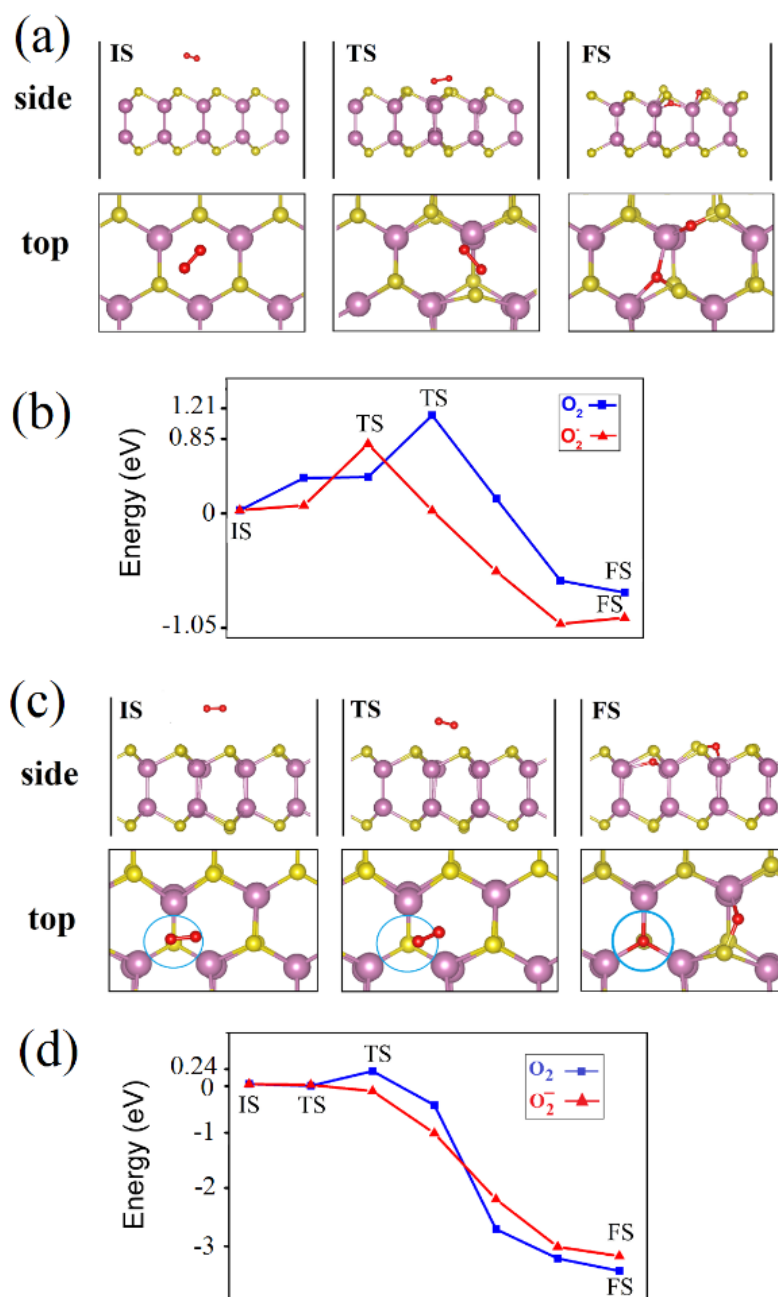 (a)
IS
TS
FS
side
top
(b)
1.21
0.85
0
-1.05
Energy (eV)
IS
TS
TS
FS
FS
O₂
O₂⁻
(c)
IS
TS
FS
side
top
(d)
0.24
0
-1
-2
-3
Energy (eV)
IS
TS
TS
FS
FS
O₂
O₂⁻